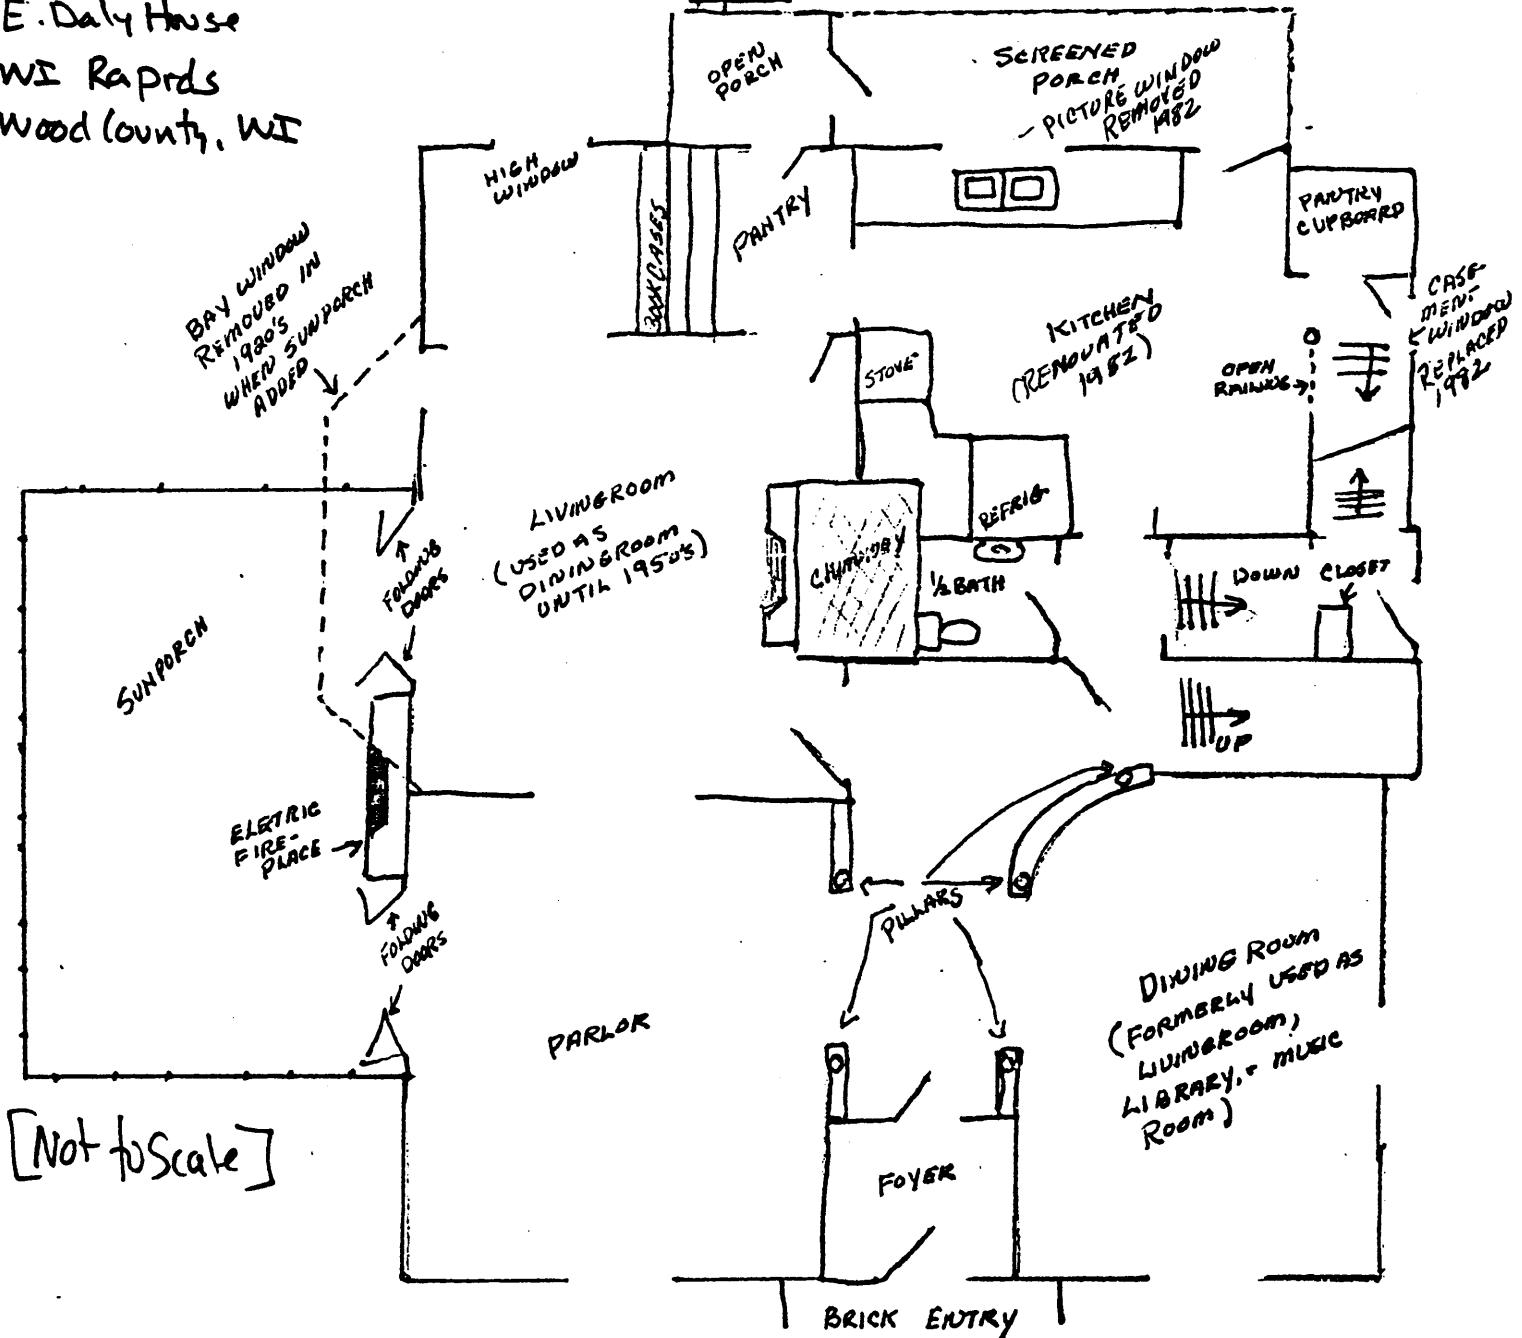 E. Daly House
WI Rapids
Wood County, WI
OPEN
PORCH
SCREENED
PORCH
PICTURE WINDOW
REMOVED
1982
HIGH
WINDOW
BOOKCASES
PANTRY
PANTRY
CUPBOARD
BAY WINDOW
REMOVED IN
1920'S
WHEN SUNPORCH
ADDED
KITCHEN
(RENOVATED
1982)
CASE-
MENT
WINDOW
REPLACED
1982
OPEN
RAILING
STOVE
REFRIG.
CHIMNEY
1/2 BATH
DOWN
CLOSET
UP
LIVINGROOM
(USED AS
DININGROOM
UNTIL 1950'S)
FOLDING
DOORS
SUNPORCH
ELETRIC
FIRE-
PLACE
FOLDING
DOORS
PILLARS
PARLOR
DINING ROOM
(FORMERLY USED AS
LIVINGROOM,
LIBRARY, + MUSIC
ROOM)
[Not to Scale]
FOYER
BRICK ENTRY